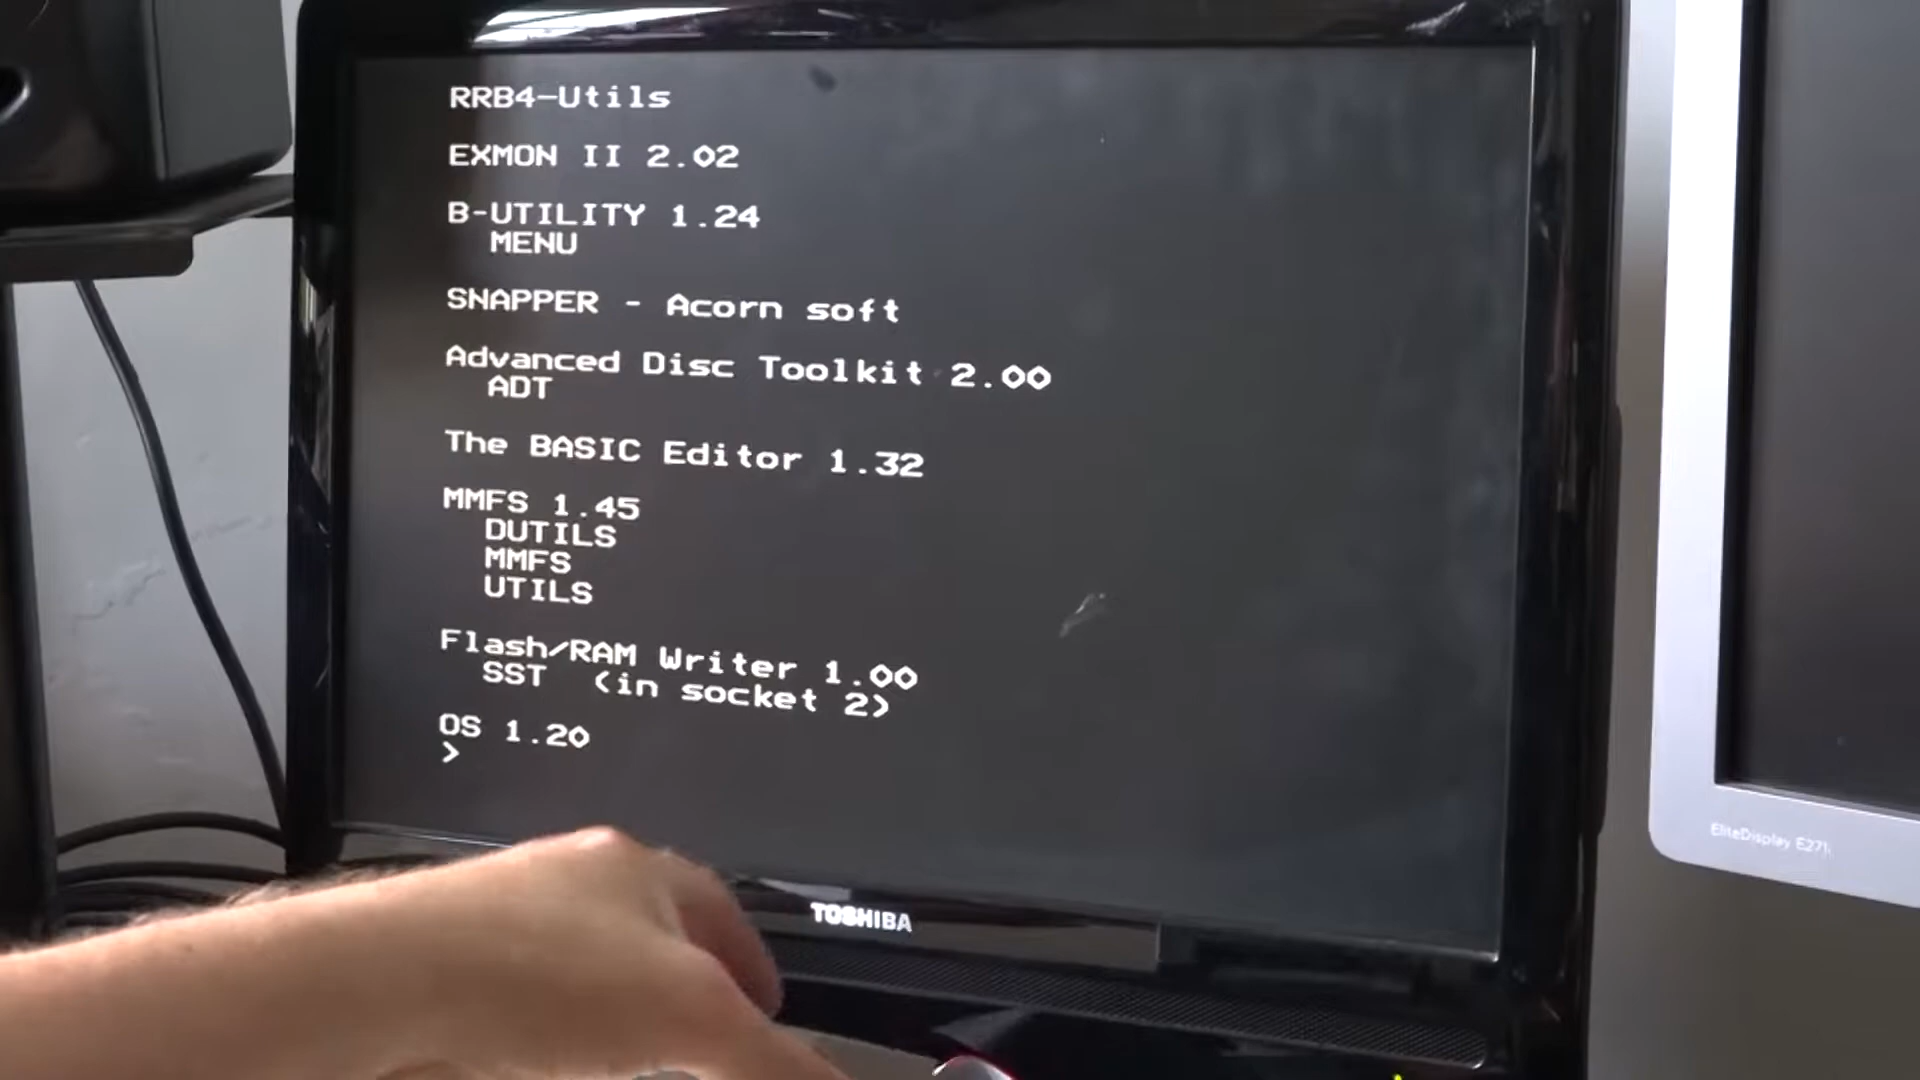 RRB4-Utils
EXMON II 2.02
B-UTILITY 1.24
MENU
SNAPPER - Acorn soft
Advanced Disc Toolkit 2.00
ADT
The BASIC Editor 1.32
MMFS 1.45
DUTILS
MMFS
UTILS
Flash/RAM Writer 1.00
SST (in socket 2)
OS 1.20
>
TOSHIBA
EliteDisplay E271i